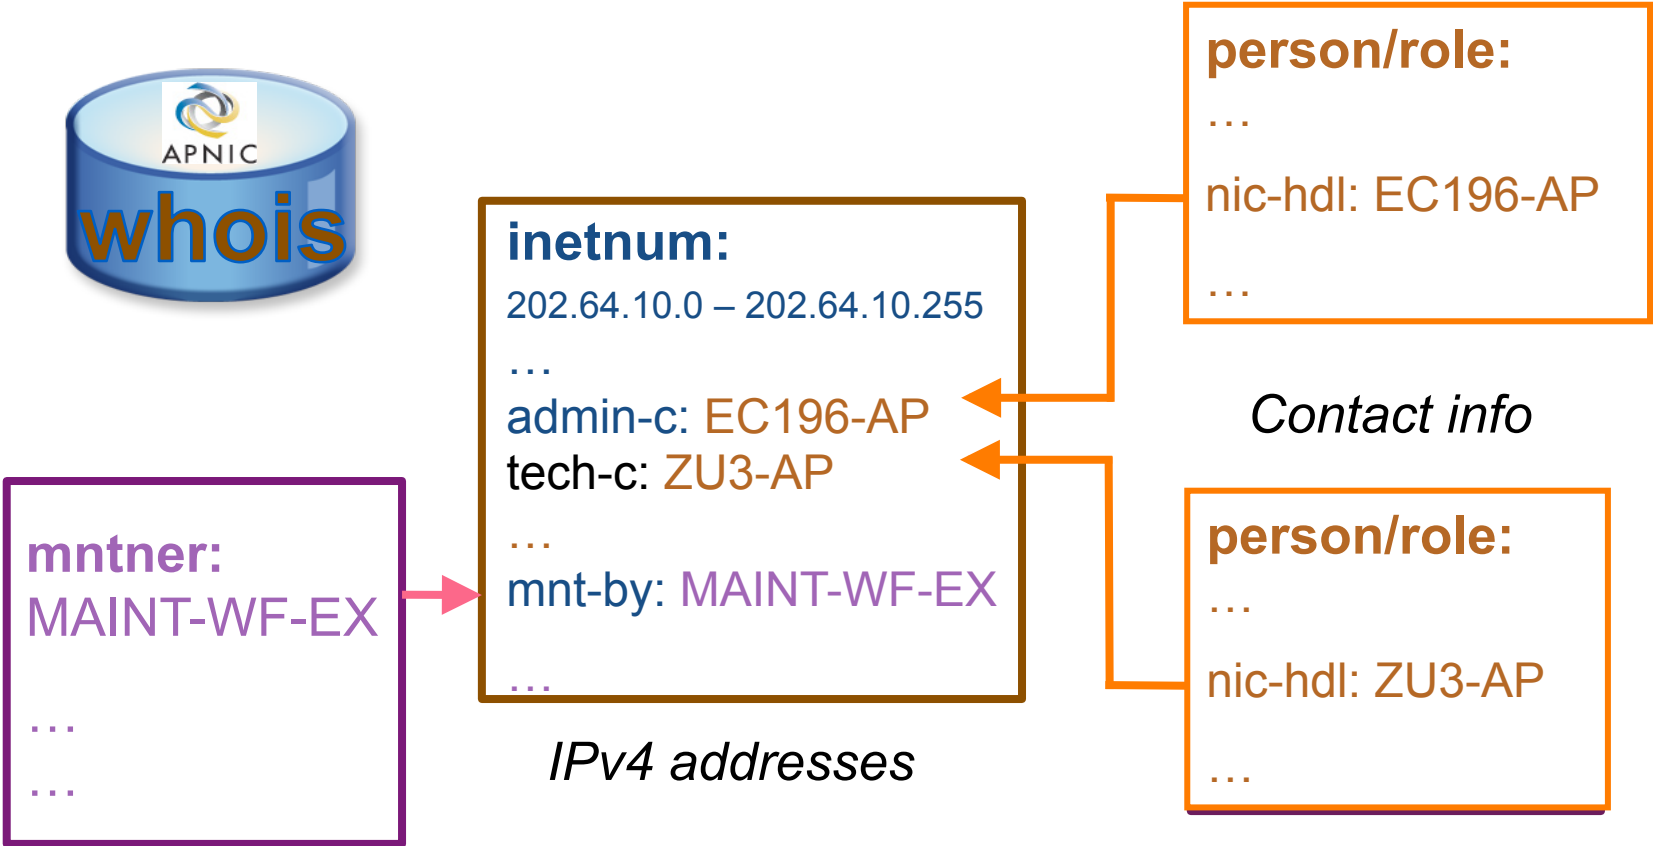 APNIC
whois
inetnum:
202.64.10.0 – 202.64.10.255
…
admin-c: EC196-AP
tech-c: ZU3-AP
…
mnt-by: MAINT-WF-EX
…
IPv4 addresses
mntner:
MAINT-WF-EX
…
…
person/role:
…
nic-hdl: EC196-AP
…
Contact info
person/role:
…
nic-hdl: ZU3-AP
…